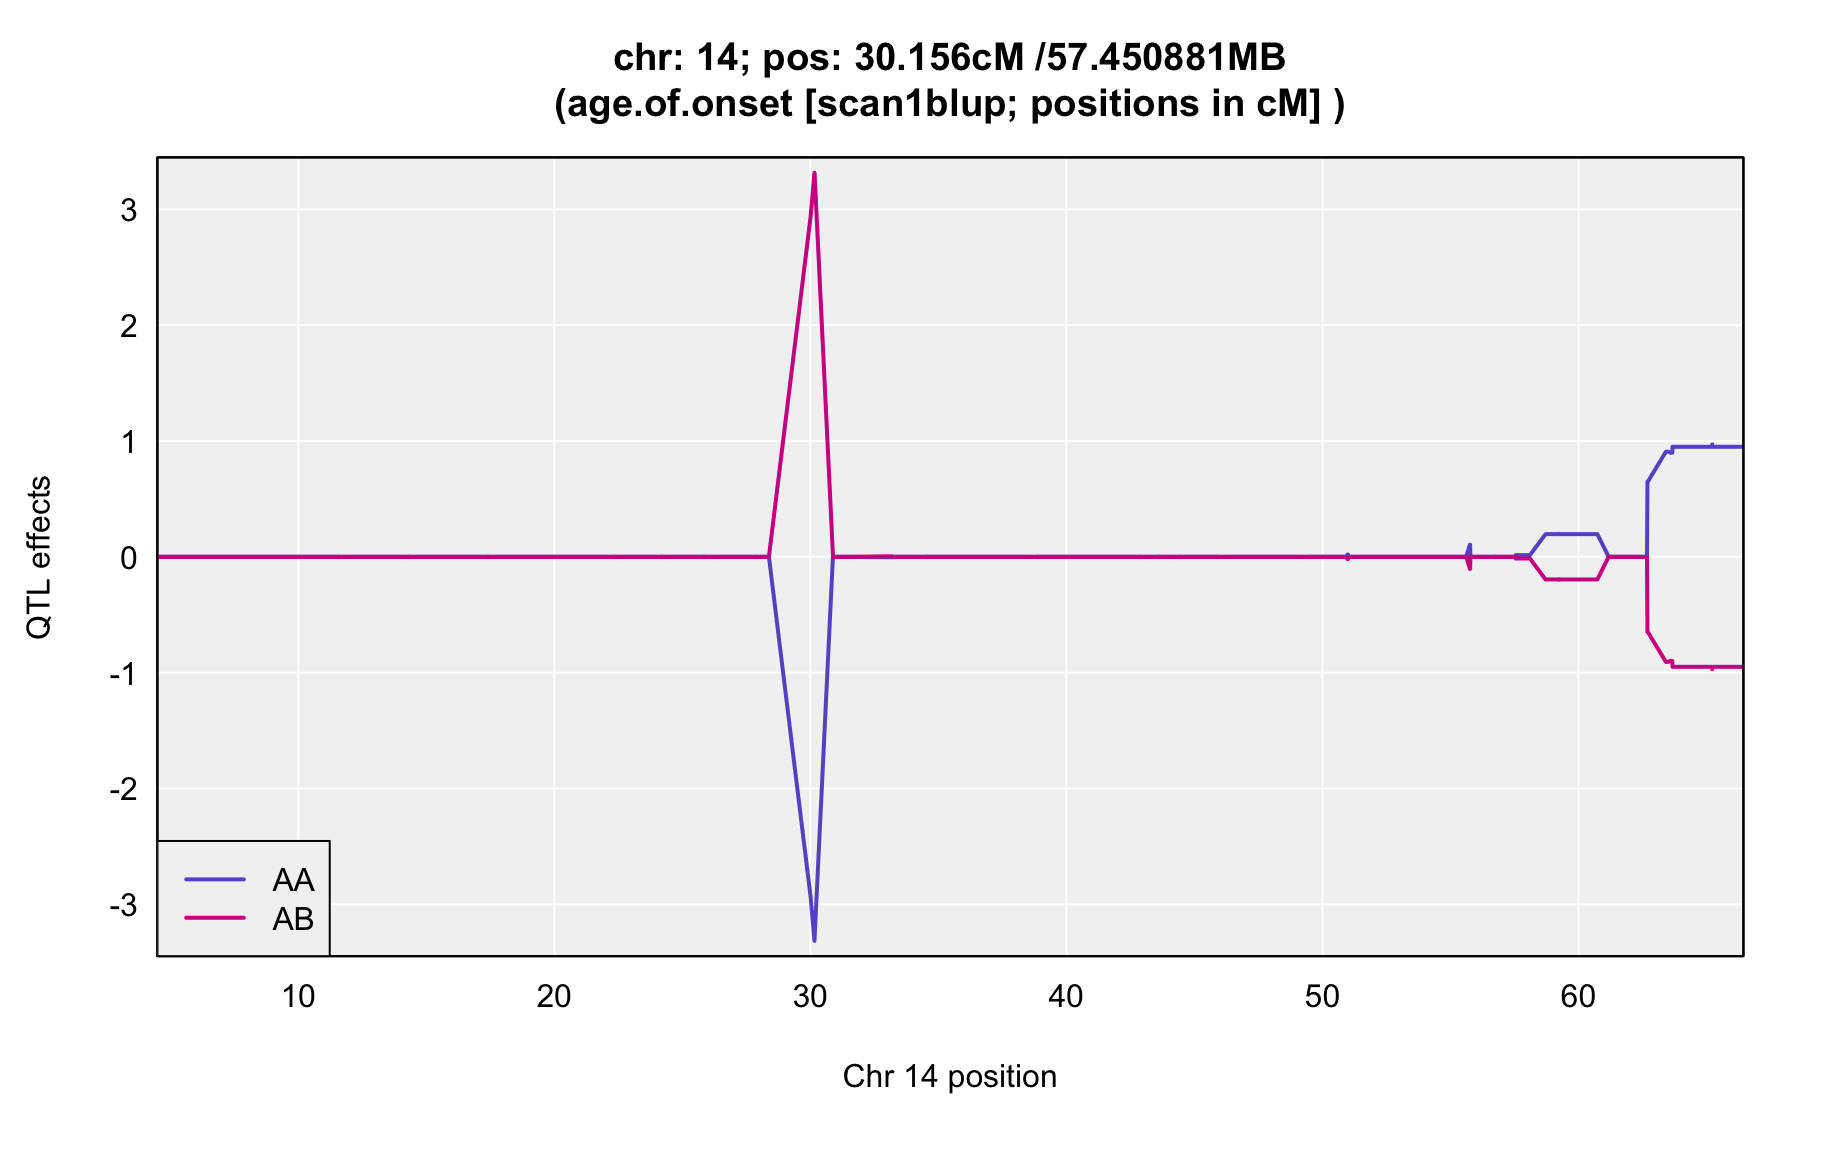 chr: 14; pos: 30.156cM /57.450881MB
(age.of.onset [scan1blup; positions in cM] )
QTL effects
3
2
1
0
-1
-2
-3
AA
AB
10 20 30 40 50 60
Chr 14 position